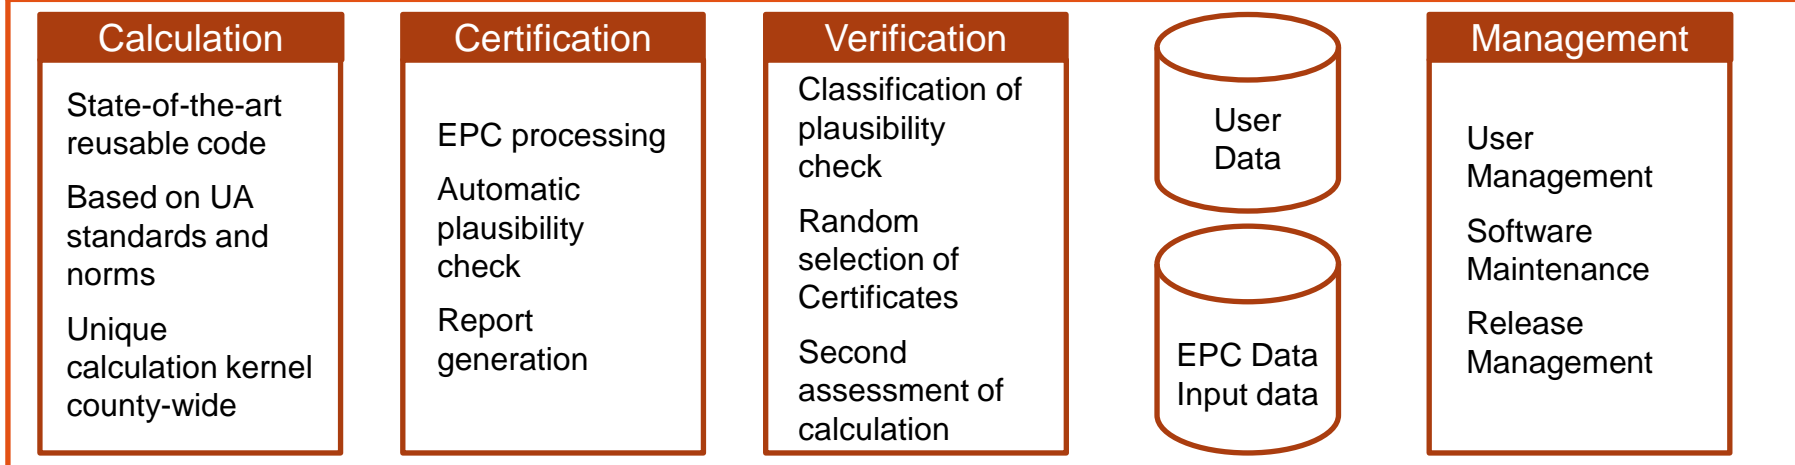 Calculation
State-of-the-art
reusable code
Based on UA
standards and
norms
Unique
calculation kernel
county-wide
Certification
EPC processing
Automatic
plausibility
check
Report
generation
Verification
Classification of
plausibility
check
Random
selection of
Certificates
Second
assessment of
calculation
User
Data
EPC Data
Input data
Management
User
Management
Software
Maintenance
Release
Management